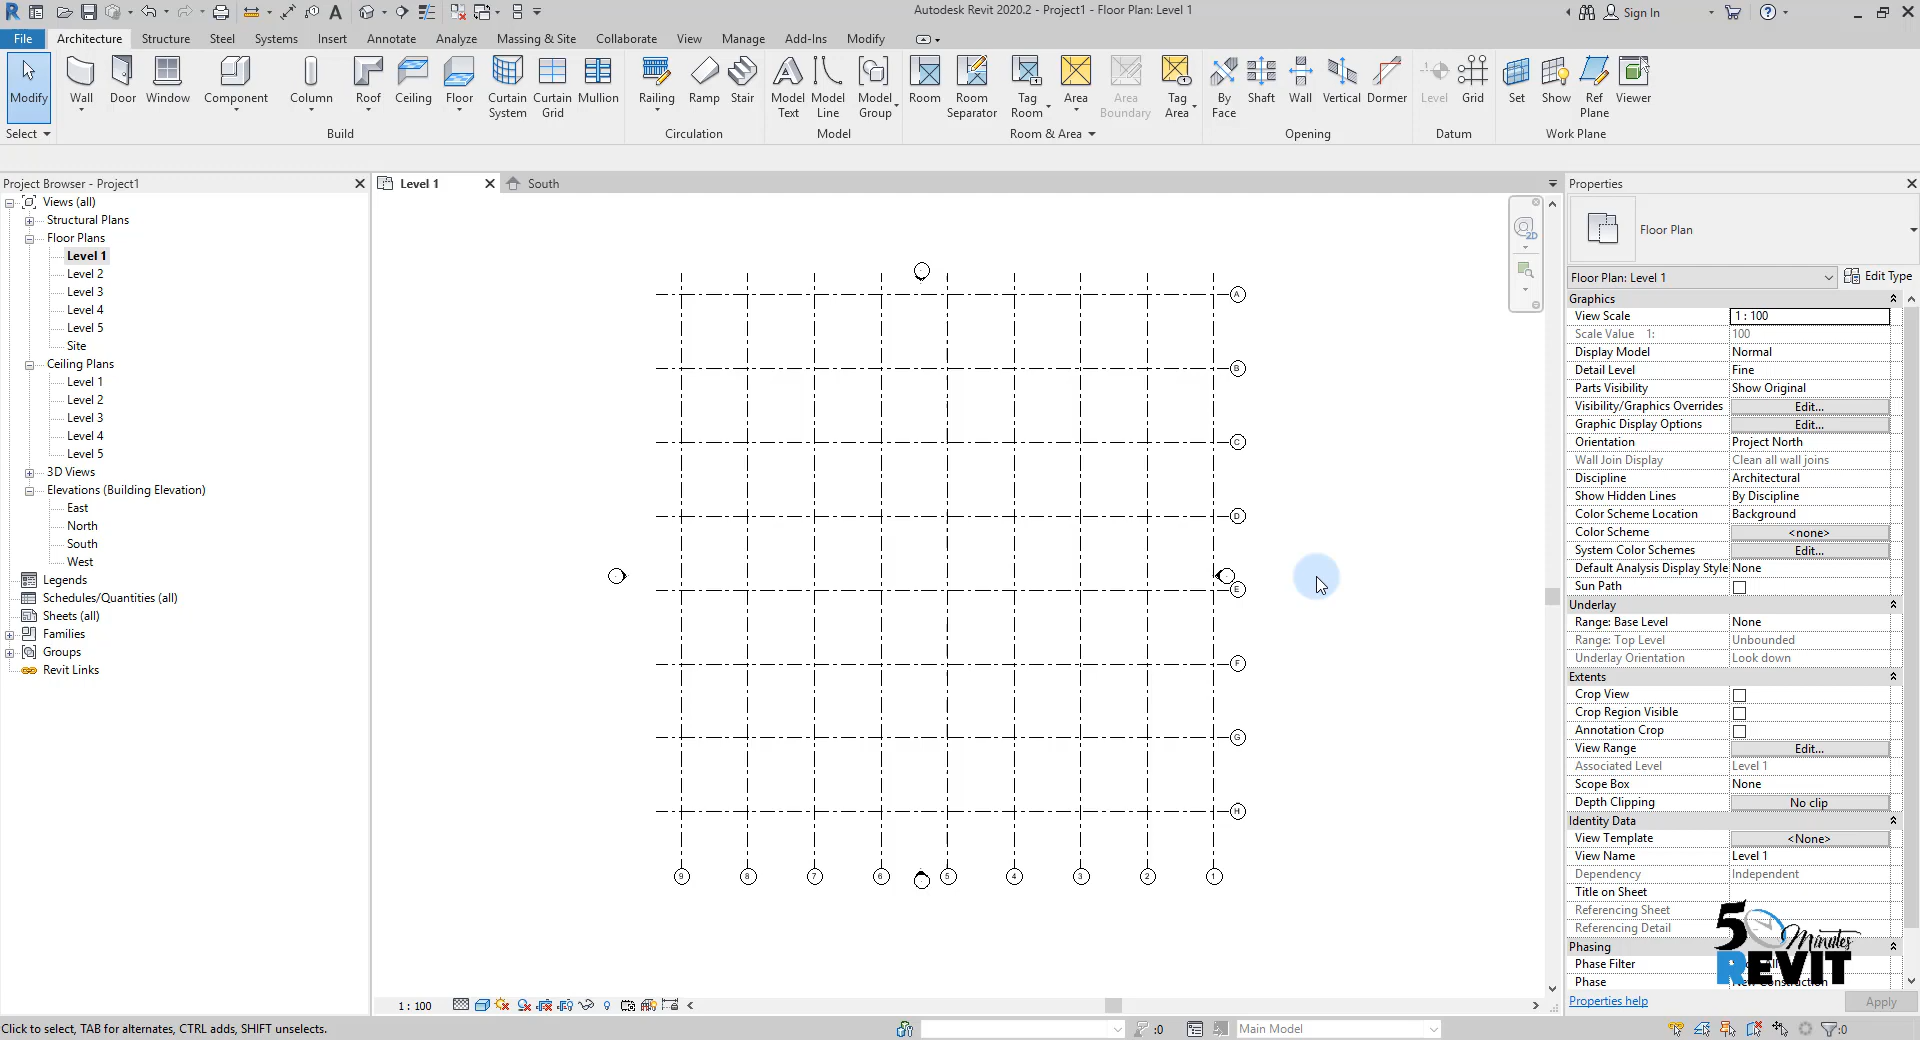 Autodesk Revit 2020.2 - Project1 - Floor Plan: Level 1
Sign In
File Architecture Structure Steel Systems Insert Annotate Analyze Massing & Site Collaborate View Manage Add-Ins Modify
Modify Wall Door Window Component Column Roof Ceiling Floor Curtain System Curtain Grid Mullion Railing Ramp Stair Model Text Model Line Model Group Room Room Separator Tag Room Area Area Boundary Tag Area By Face Shaft Wall Vertical Dormer Level Grid Set Show Ref Plane Viewer
Select Build Circulation Model Room & Area Opening Datum Work Plane
Project Browser - Project1
Views (all)
Structural Plans
Floor Plans
Level 1
Level 2
Level 3
Level 4
Level 5
Site
Ceiling Plans
Level 1
Level 2
Level 3
Level 4
Level 5
3D Views
Elevations (Building Elevation)
East
North
South
West
Legends
Schedules/Quantities (all)
Sheets (all)
Families
Groups
Revit Links
Level 1
South
2D
A
B
C
D
E
F
G
H
9 8 7 6 5 4 3 2 1
1 : 100
Properties
Floor Plan
Floor Plan: Level 1
Edit Type
Graphics
View Scale 1 : 100
Scale Value 1: 100
Display Model Normal
Detail Level Fine
Parts Visibility Show Original
Visibility/Graphics Overrides Edit...
Graphic Display Options Edit...
Orientation Project North
Wall Join Display Clean all wall joins
Discipline Architectural
Show Hidden Lines By Discipline
Color Scheme Location Background
Color Scheme <none>
System Color Schemes Edit...
Default Analysis Display Style None
Sun Path
Underlay
Range: Base Level None
Range: Top Level Unbounded
Underlay Orientation Look down
Extents
Crop View
Crop Region Visible
Annotation Crop
View Range Edit...
Associated Level Level 1
Scope Box None
Depth Clipping No clip
Identity Data
View Template <None>
View Name Level 1
Dependency Independent
Title on Sheet
Referencing Sheet
Referencing Detail
Phasing
Phase Filter
Phase
5 Minutes
REVIT
Properties help
Apply
Click to select, TAB for alternates, CTRL adds, SHIFT unselects.
:0
Main Model
:0